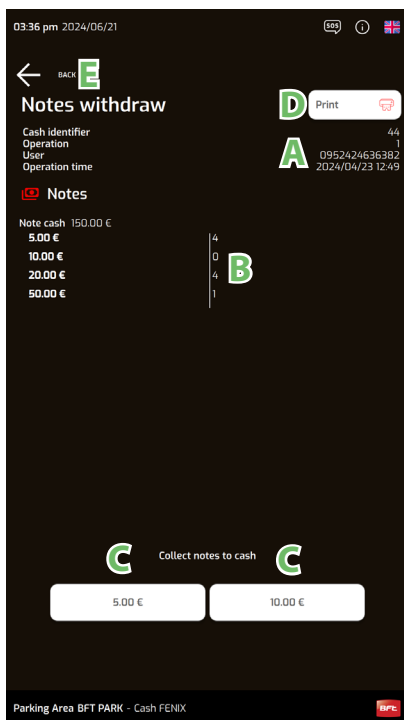 03:36 pm 2024/06/21 SOS i
BACK E
Notes withdraw D Print
Cash identifier 44
Operation 1
User A 0952424636382
Operation time 2024/04/23 12:49
Notes
Note cash 150.00 €
5.00 € 4
10.00 € 0 B
20.00 € 4
50.00 € 1
C Collect notes to cash C
5.00 € 10.00 €
Parking Area BFT PARK - Cash FENIX BFT